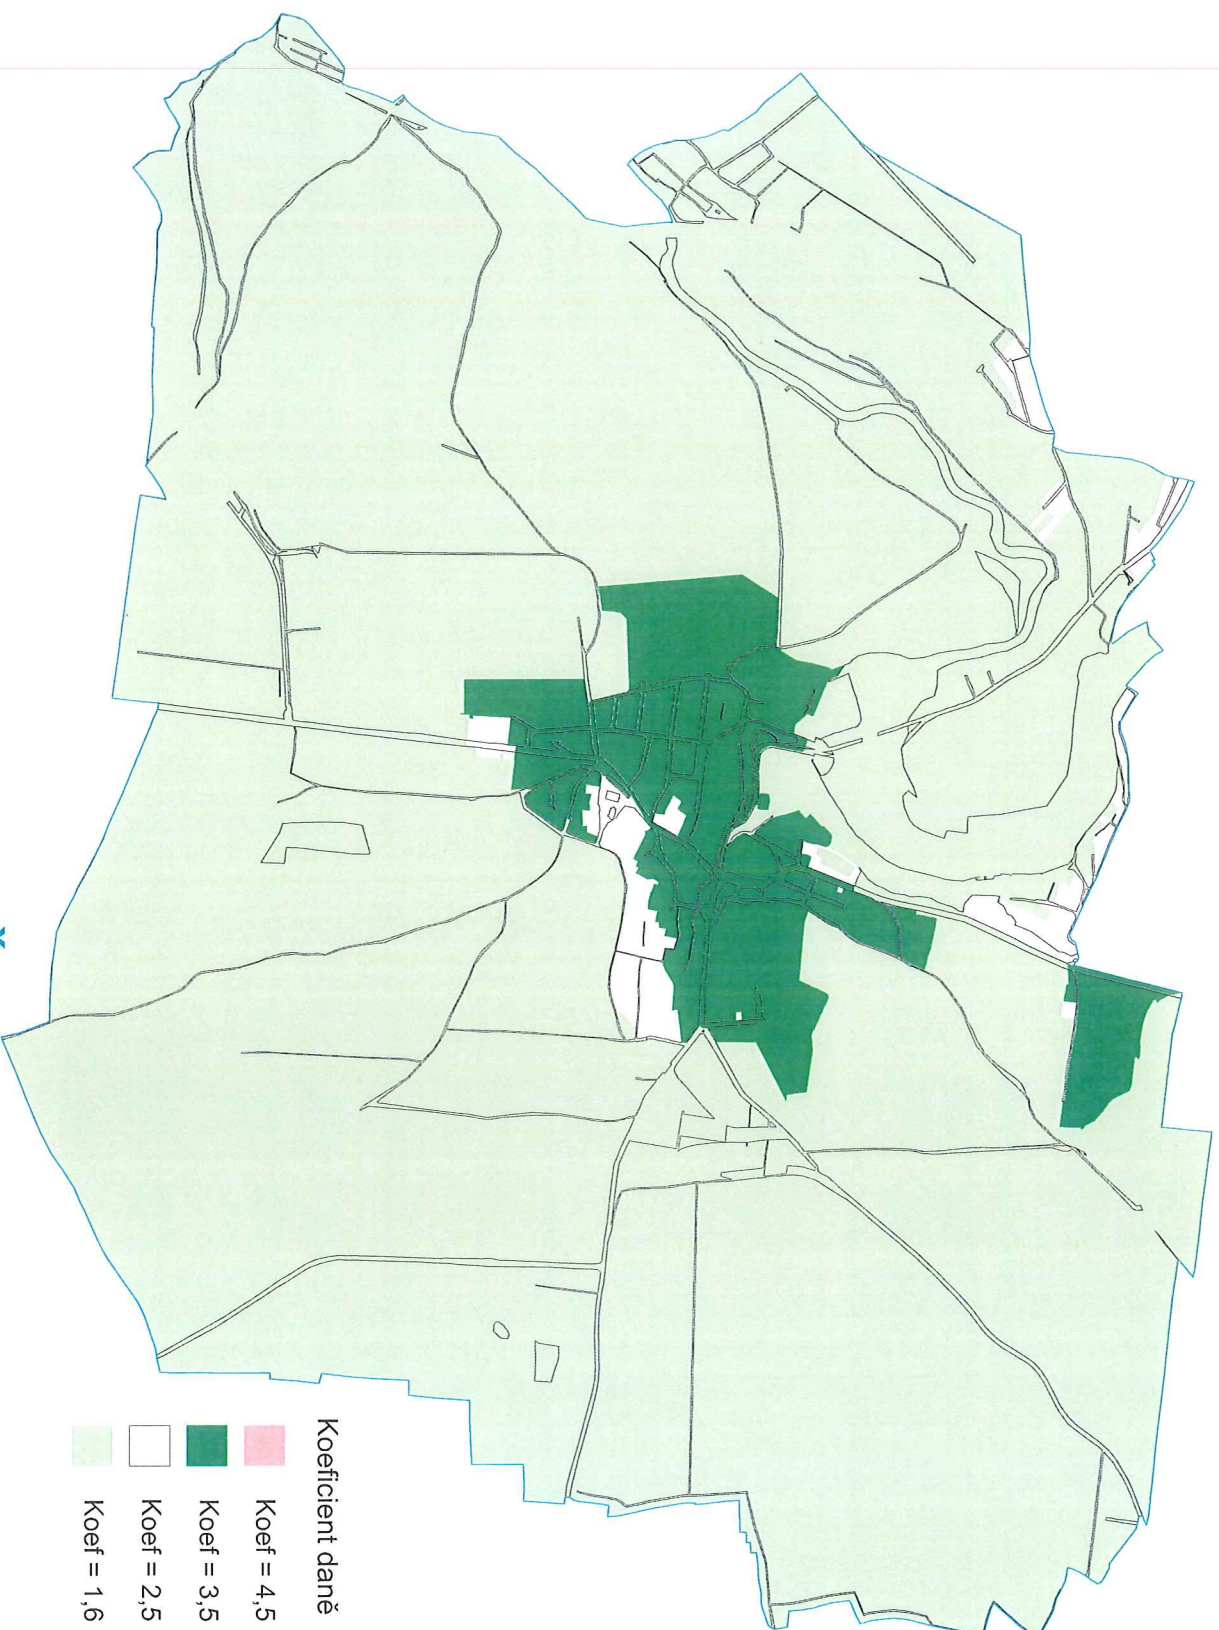 Koeficient daně
Koef = 4,5
Koef = 3,5
Koef = 2,5
Koef = 1,6